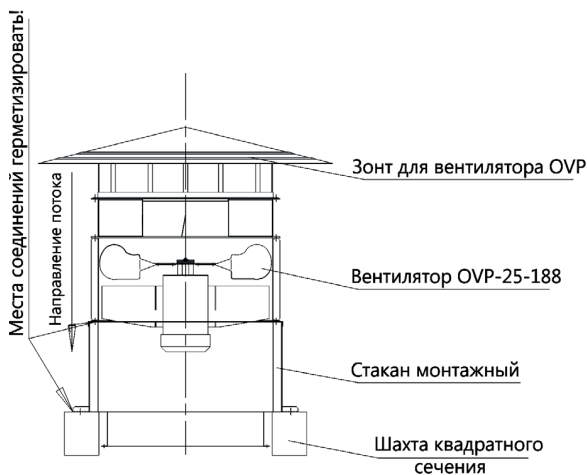 Места соединений герметизировать!
Направление потока
Зонт для вентилятора OVP
Вентилятор OVP-25-188
Стакан монтажный
Шахта квадратного
сечения